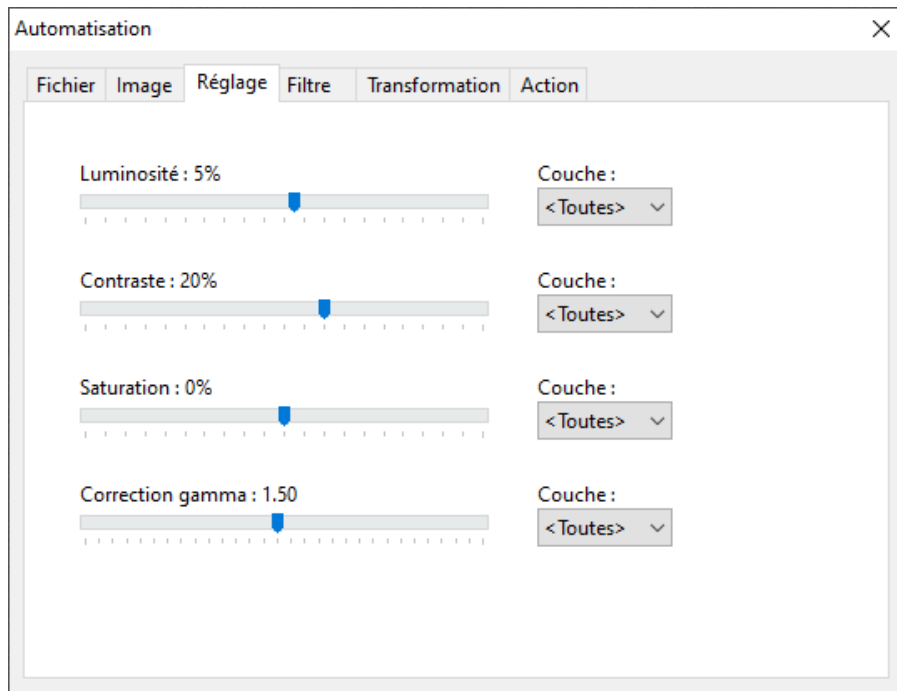 Automatisation
Fichier Image Réglage Filtre Transformation Action
Luminosité : 5% Couche :
<Toutes>
Contraste : 20% Couche :
<Toutes>
Saturation : 0% Couche :
<Toutes>
Correction gamma : 1.50 Couche :
<Toutes>